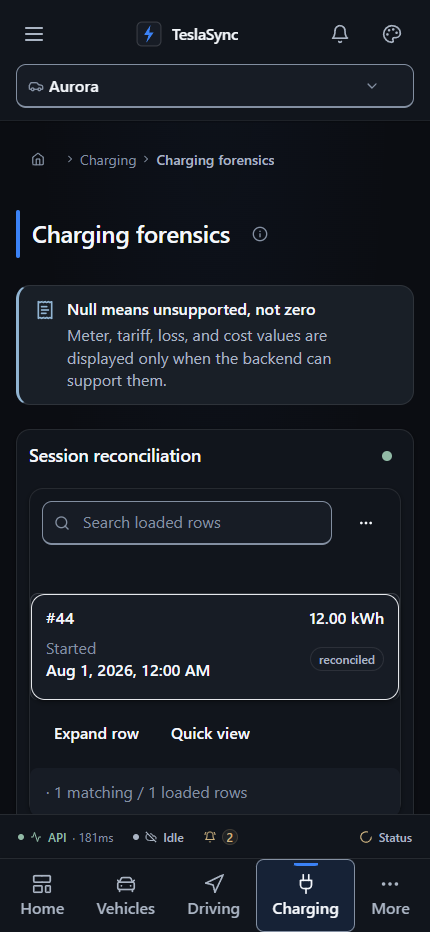 TeslaSync
Aurora
Charging
Charging forensics
Charging forensics
Null means unsupported, not zero
Meter, tariff, loss, and cost values are
displayed only when the backend can
support them.
Session reconciliation
Search loaded rows
#44
12.00 kWh
Started
reconciled
Aug 1, 2026, 12:00 AM
Expand row
Quick view
· 1 matching / 1 loaded rows
API · 181ms
Idle
2
Status
Home
Vehicles
Driving
Charging
More